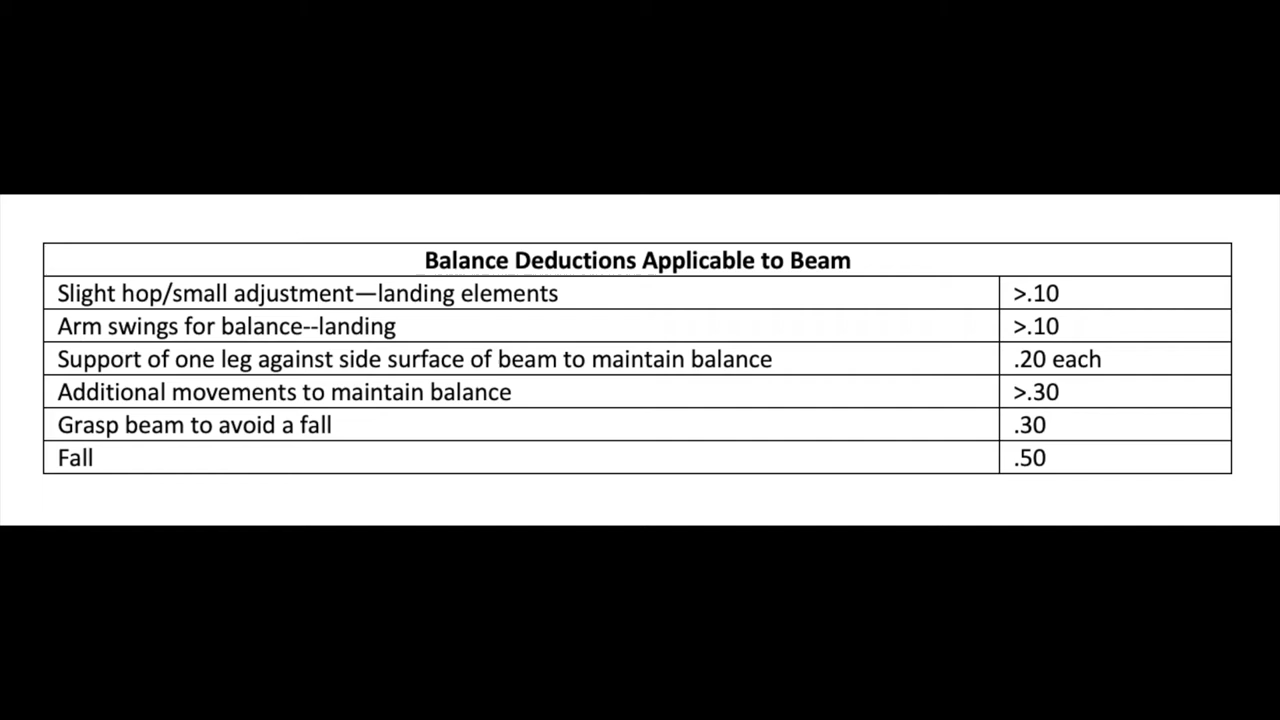 Balance Deductions Applicable to Beam
Slight hop/small adjustment—landing elements >.10
Arm swings for balance--landing >.10
Support of one leg against side surface of beam to maintain balance .20 each
Additional movements to maintain balance >.30
Grasp beam to avoid a fall .30
Fall .50